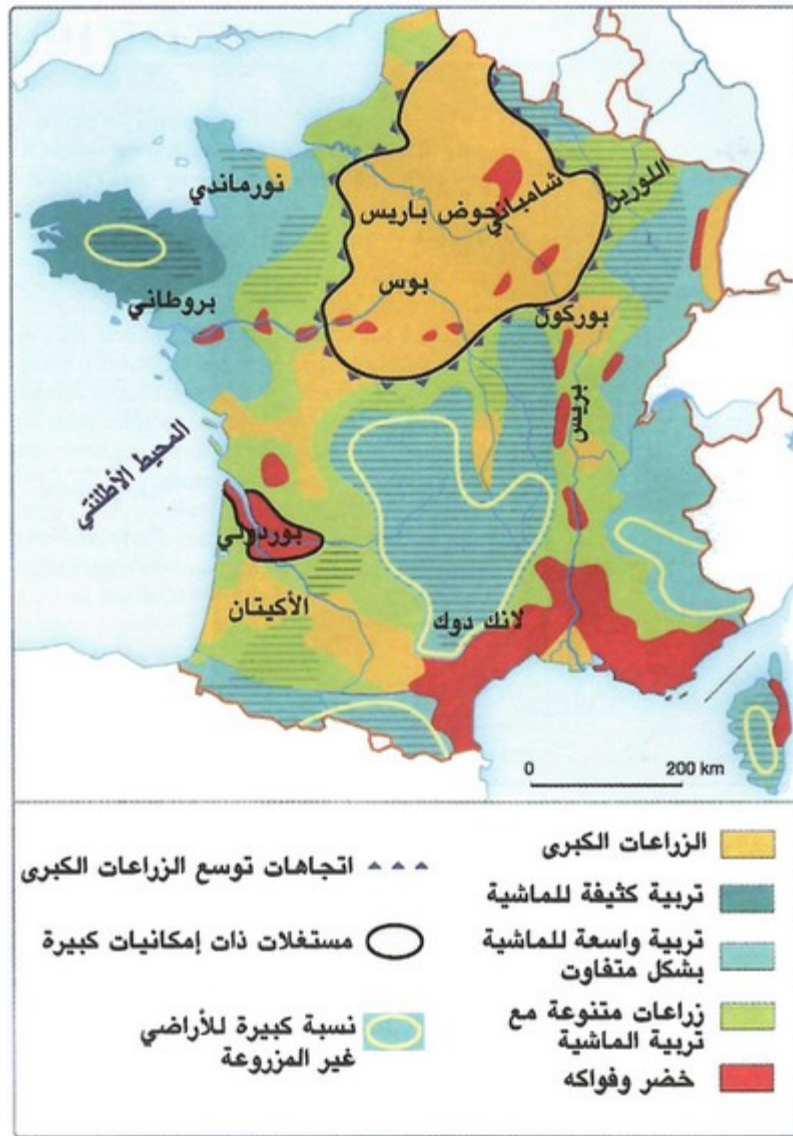 نورماندي
شامباني
اللورين
حوض باريس
بروطاني
بوس
بوركون
بريس
المحيط الأطلنتي
بوردولي
الأكيتان
لانك دوك
0 200 km
الزراعات الكبرى
تربية كثيفة للماشية
تربية واسعة للماشية
بشكل متفاوت
زراعات متنوعة مع
تربية الماشية
خضر وفواكه
اتجاهات توسع الزراعات الكبرى
مستغلات ذات إمكانيات كبيرة
نسبة كبيرة للأراضي
غير المزروعة